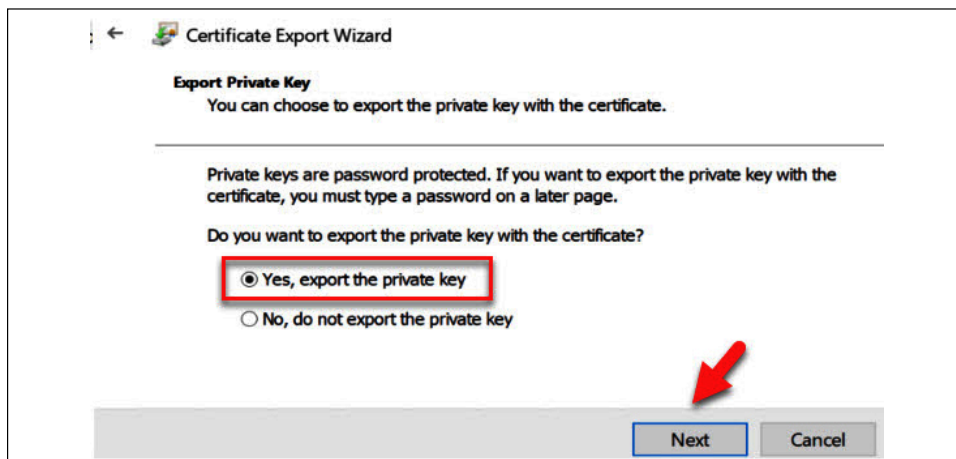 Certificate Export Wizard
Export Private Key
You can choose to export the private key with the certificate.
Private keys are password protected. If you want to export the private key with the
certificate, you must type a password on a later page.
Do you want to export the private key with the certificate?
Yes, export the private key
No, do not export the private key
Next Cancel